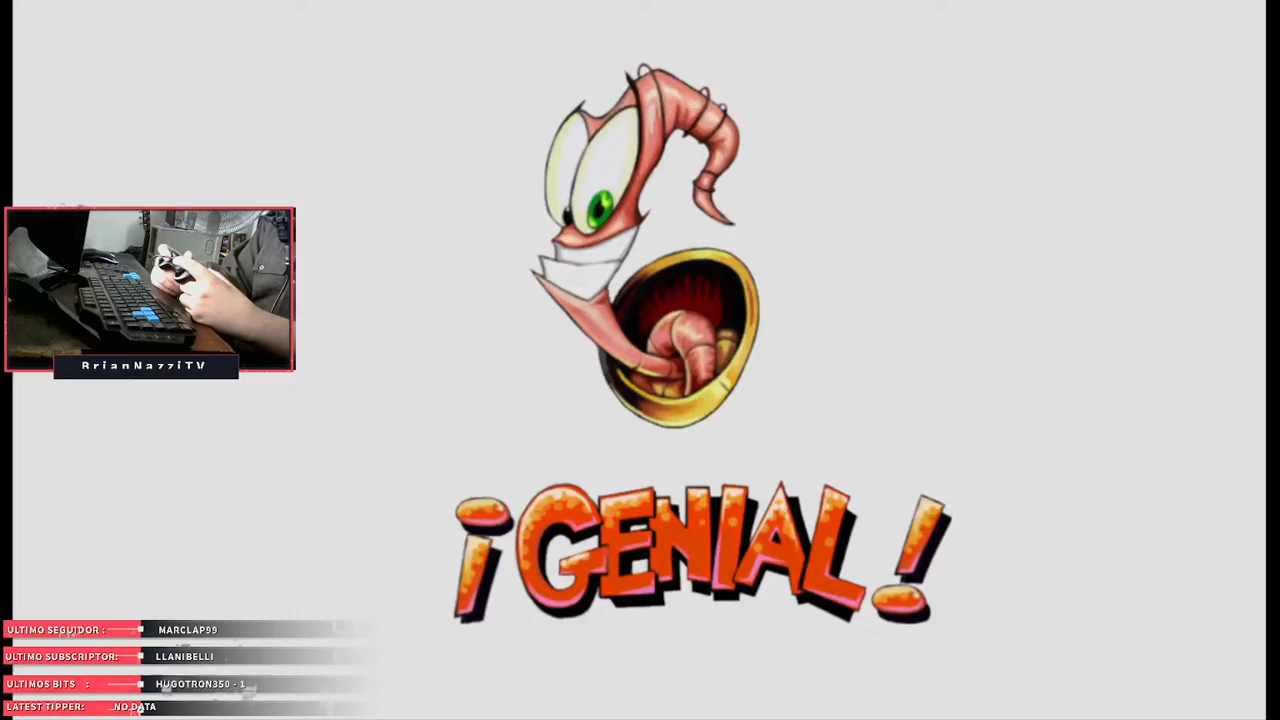 ¡GENIAL!
BrianNazziTV
ULTIMO SEGUIDOR : MARCLAP99
ULTIMO SUBSCRIPTOR: LLANIBELLI
ULTIMOS BITS : HUGOTRON350 - 1
LATEST TIPPER: NO DATA